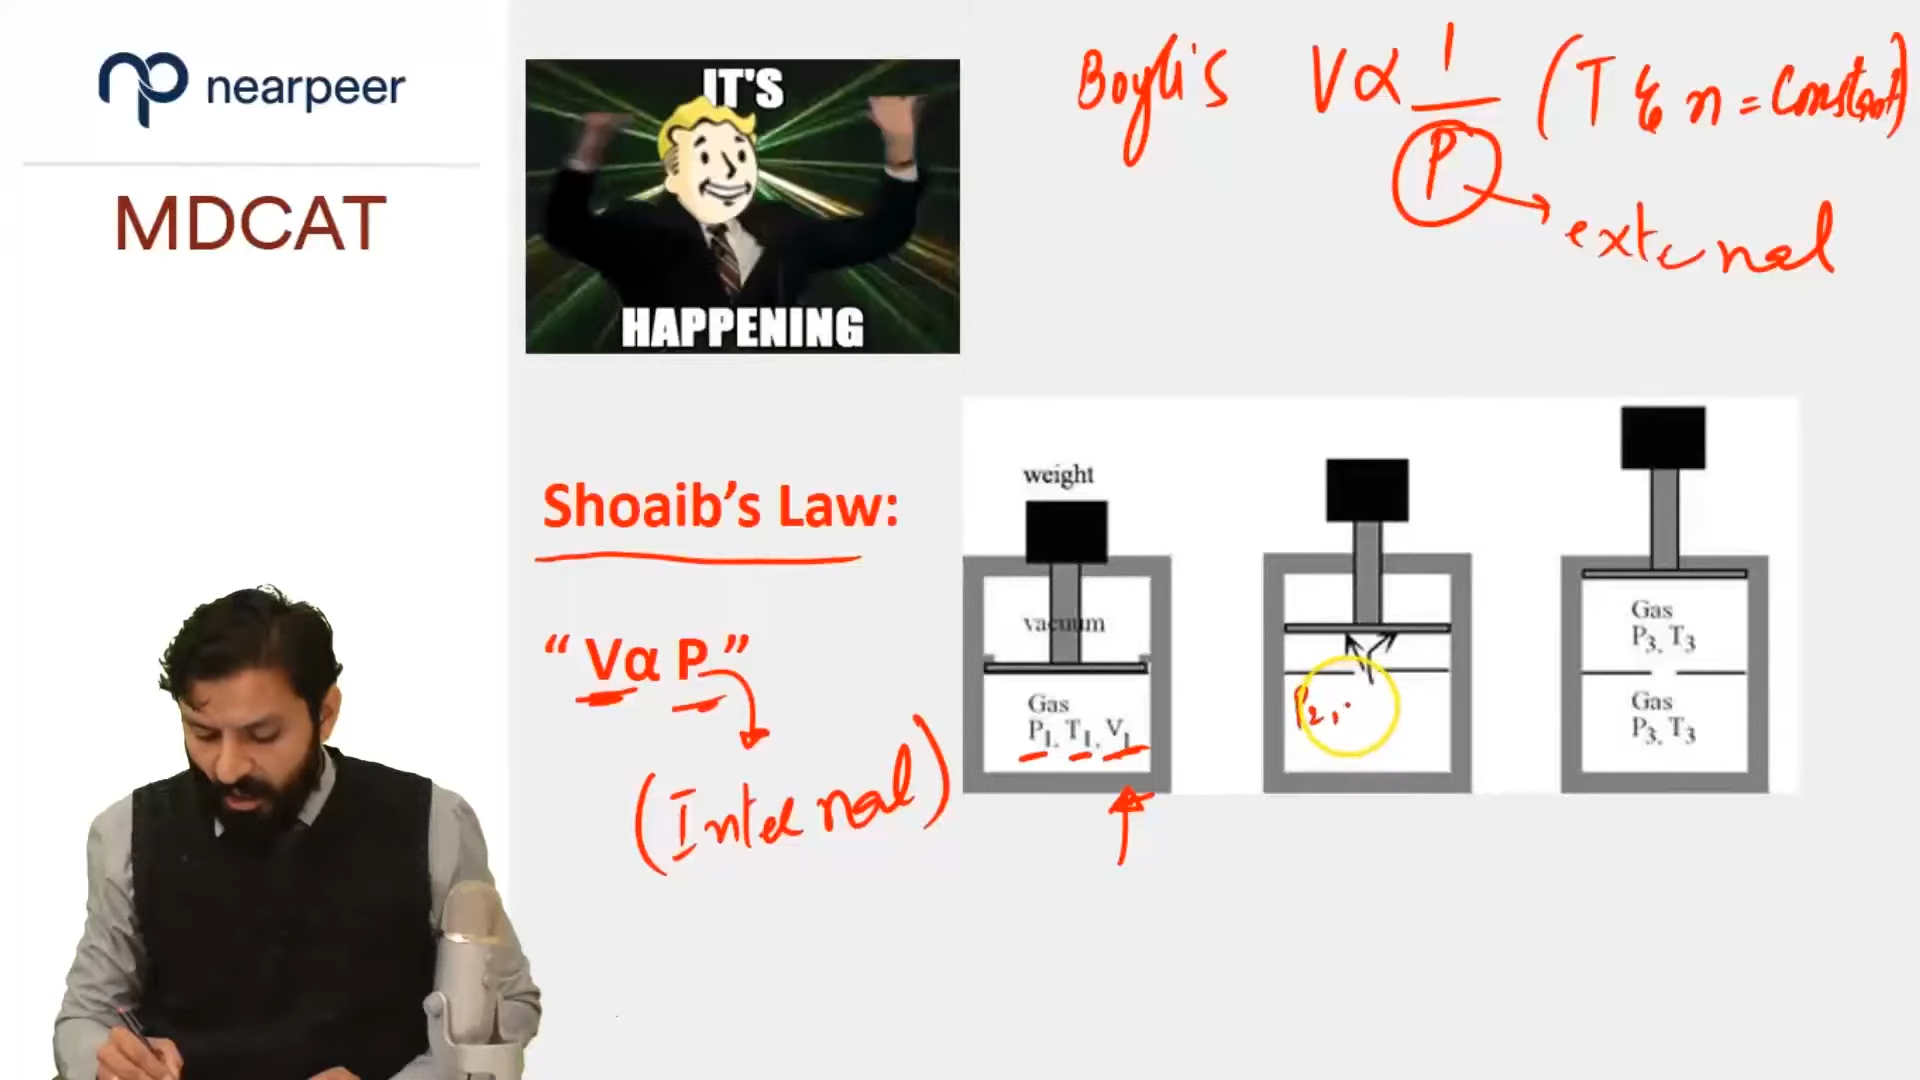 nearpeer
MDCAT
IT'S
HAPPENING
Boyle's V α 1/P (T & n = Constant)
external
Shoaib's Law:
“ Vα P ”
(Internal)
weight
vacuum
Gas
P1, T1, V1
P2, .
Gas
P3, T3
Gas
P3, T3